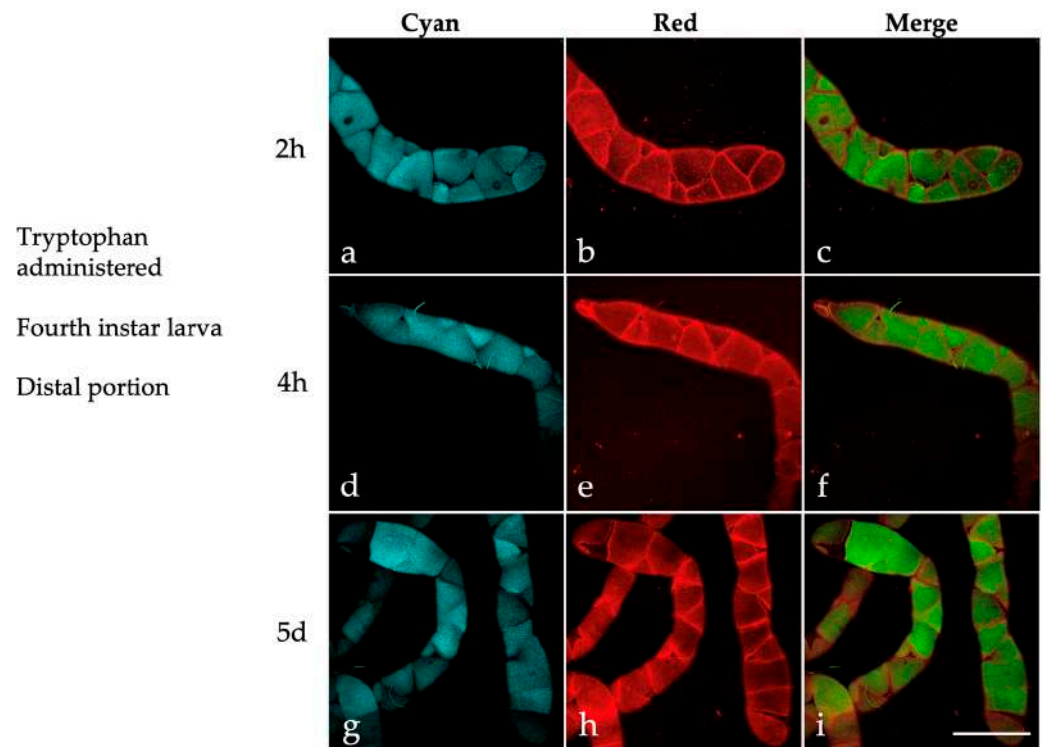 Cyan Red Merge
2h
a b c
Tryptophan
administered
Fourth instar larva
Distal portion
4h
d e f
5d
g h i